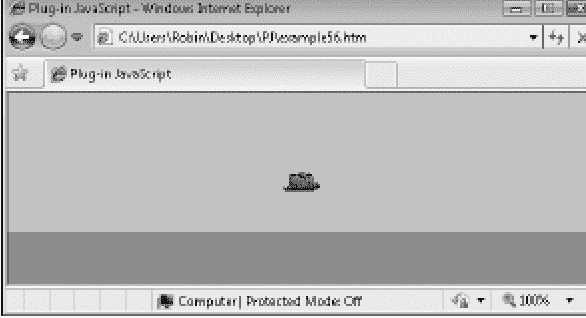 Plug-in JavaScript - Windows Internet Explorer
C:\Users\Robin\Desktop\PJ\example56.htm
Plug-in JavaScript
Computer | Protected Mode: Off
100%